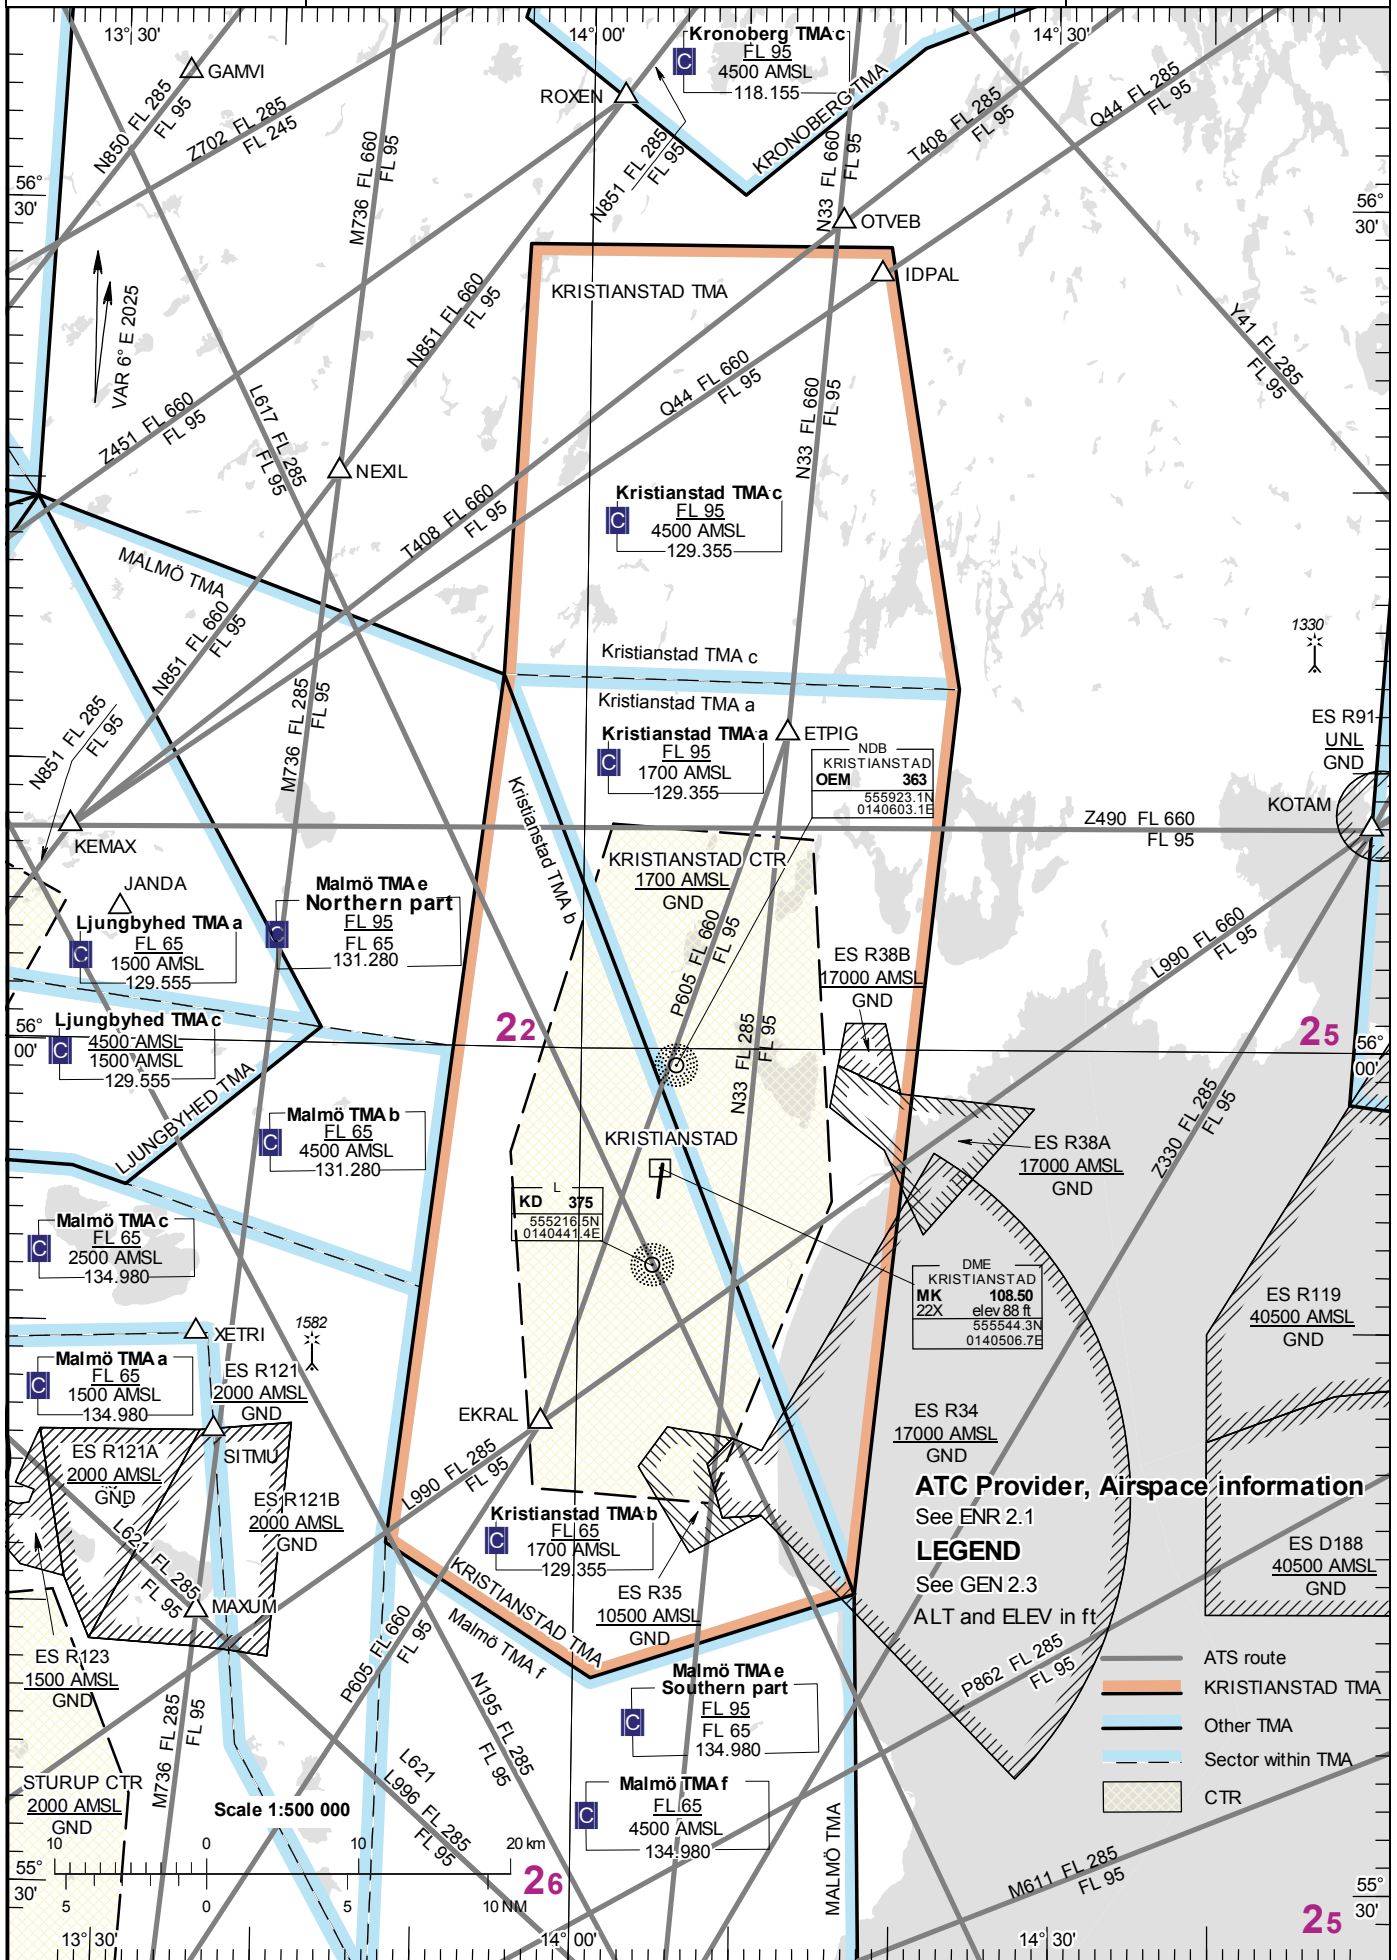 13° 30'
14° 00'
14° 30'
GAMVI
N850 FL 285
FL 95
Z702 FL 285
FL 245
M736 FL 660
FL 95
ROXEN
Kronoberg TMA c
C
FL 95
4500 AMSL
118.155
KRONOBERG TMA
N851 FL 285
FL 95
N33 FL 660
FL 95
T408 FL 285
FL 95
Q44 FL 285
FL 95
56°
30'
56°
30'
OTVEB
IDPAL
KRISTIANSTAD TMA
VAR 6° E 2025
N851 FL 660
FL 95
Z451 FL 660
FL 95
L617 FL 285
FL 95
Q44 FL 660
FL 95
N33 FL 660
FL 95
Y41 FL 285
FL 95
NEXIL
T408 FL 660
FL 95
Kristianstad TMA c
C
FL 95
4500 AMSL
129.355
MALMÖ TMA
N851 FL 660
FL 95
M736 FL 285
FL 95
Kristianstad TMA c
Kristianstad TMA a
1330
N851 FL 285
FL 95
Kristianstad TMA a
C
FL 95
1700 AMSL
129.355
ETPIG
NDB
KRISTIANSTAD
OEM 363
555923.1N
0140603.1E
ES R91
UNL
GND
KOTAM
Z490 FL 660
FL 95
KEMAX
Kristianstad TMA b
KRISTIANSTAD CTR
1700 AMSL
GND
JANDA
Ljungbyhed TMA a
C
FL 65
1500 AMSL
129.555
Malmö TMA e
Northern part
C
FL 95
FL 65
131.280
P605 FL 660
FL 95
ES R38B
17000 AMSL
GND
L990 FL 660
FL 95
Ljungbyhed TMA c
C
4500 AMSL
1500 AMSL
129.555
56°
00'
22
25
56°
00'
LJUNGBYHED TMA
Malmö TMA b
C
FL 65
4500 AMSL
131.280
N33 FL 285
FL 95
KRISTIANSTAD
ES R38A
17000 AMSL
GND
Z330 FL 285
FL 95
L
KD 375
555216.5N
0140441.4E
Malmö TMA c
C
FL 65
2500 AMSL
134.980
DME
KRISTIANSTAD
MK 108.50
22X elev 88 ft
555544.3N
0140506.7E
ES R119
40500 AMSL
GND
XETRI
1582
Malmö TMA a
C
FL 65
1500 AMSL
134.980
ES R121
2000 AMSL
GND
EKRAL
ES R34
17000 AMSL
GND
SITMU
ES R121A
2000 AMSL
GND
L990 FL 285
FL 95
ES R121B
2000 AMSL
GND
L621 FL 285
FL 95
Kristianstad TMA b
C
FL 65
1700 AMSL
129.355
ATC Provider, Airspace information
See ENR 2.1
LEGEND
See GEN 2.3
ALT and ELEV in ft
ES D188
40500 AMSL
GND
MAXUM
KRISTIANSTAD TMA
Malmö TMA f
ES R35
10500 AMSL
GND
P605 FL 660
FL 95
ES R123
1500 AMSL
GND
P862 FL 285
FL 95
ATS route
KRISTIANSTAD TMA
Other TMA
Sector within TMA
CTR
Malmö TMA e
Southern part
C
FL 95
FL 65
134.980
N195 FL 285
FL 95
M736 FL 285
FL 95
STURUP CTR
2000 AMSL
GND
L621
L996 FL 285
FL 95
Malmö TMA f
C
FL 65
4500 AMSL
134.980
MALMÖ TMA
Scale 1:500 000
10 0 10 20 km
5 0 5 10 NM
M611 FL 285
FL 95
55°
30'
26
25
55°
30'
13° 30'
14° 00'
14° 30'